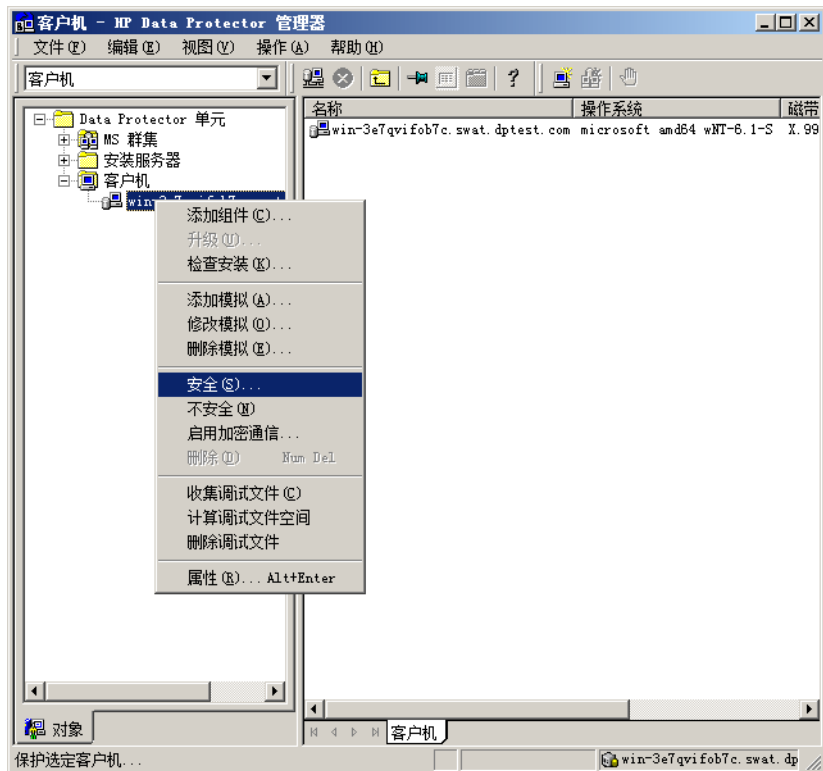 客户机 - HP Data Protector 管理器
文件(F) 编辑(E) 视图(V) 操作(A) 帮助(H)
客户机
Data Protector 单元
MS 群集
安装服务器
客户机
名称 操作系统 磁带
win-3e7qvifob7c.swat.dptest.com microsoft amd64 wNT-6.1-S X.99
添加组件(C)...
升级(U)...
检查安装(K)...
添加模拟(A)...
修改模拟(O)...
删除模拟(E)...
安全(S)...
不安全(N)
启用加密通信...
删除(D) Num Del
收集调试文件(C)
计算调试文件空间
删除调试文件
属性(R)... Alt+Enter
对象
客户机
保护选定客户机...
win-3e7qvifob7c.swat.dp